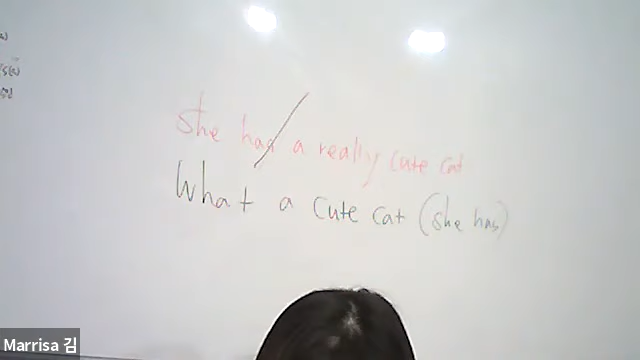 She has a really cute cat
What a cute cat (she has)
Marrisa 김